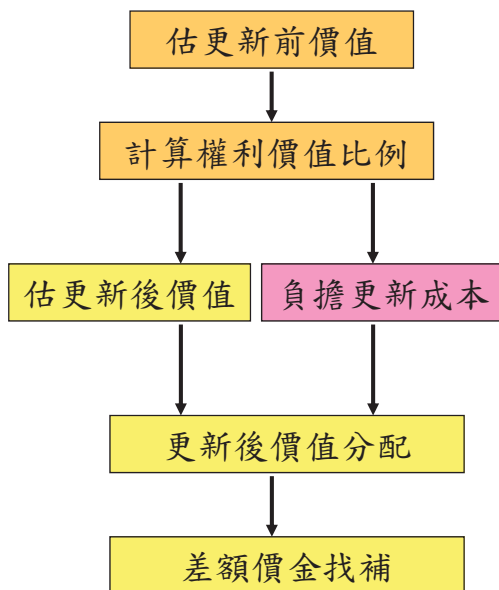 估更新前價值
計算權利價值比例
估更新後價值
負擔更新成本
更新後價值分配
差額價金找補